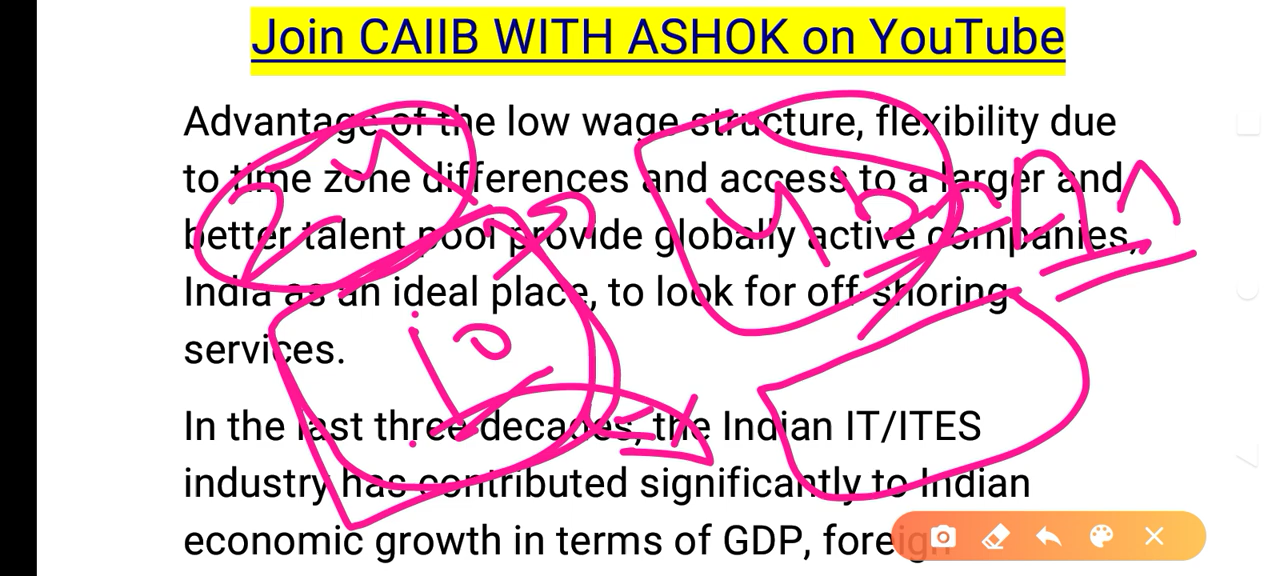 Join CAIIB WITH ASHOK on YouTube
Advantage of the low wage structure, flexibility due
to time zone differences and access to a larger and
better talent pool provide globally active companies,
India as an ideal place, to look for off-shoring
services.
In the last three decades, the Indian IT/ITES
industry has contributed significantly to Indian
economic growth in terms of GDP, foreign